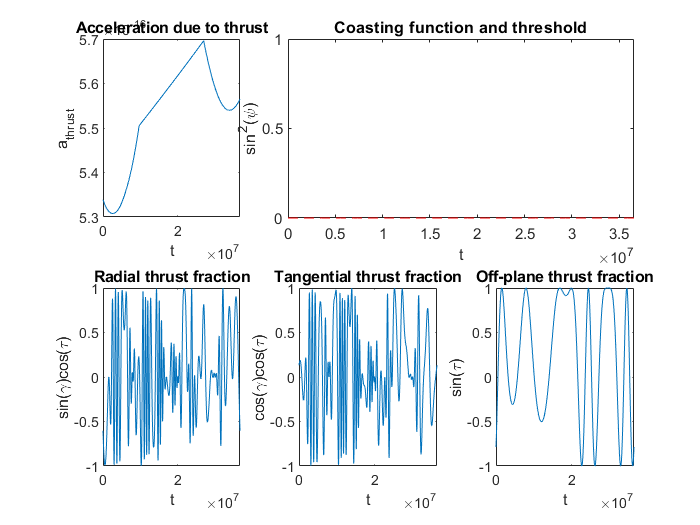 Acceleration due to thrust
Coasting function and threshold
5.7
5.6
5.5
5.4
5.3
a_thrust
0 2
t
×10^7
1
0.5
0
sin^2(ψ)
0 0.5 1 1.5 2 2.5 3 3.5
t
×10^7
Radial thrust fraction
Tangential thrust fraction
Off-plane thrust fraction
1
0.5
0
-0.5
-1
sin(γ)cos(τ)
0 2
t
×10^7
1
0.5
0
-0.5
-1
cos(γ)cos(τ)
0 2
t
×10^7
1
0.5
0
-0.5
-1
sin(τ)
0 2
t
×10^7